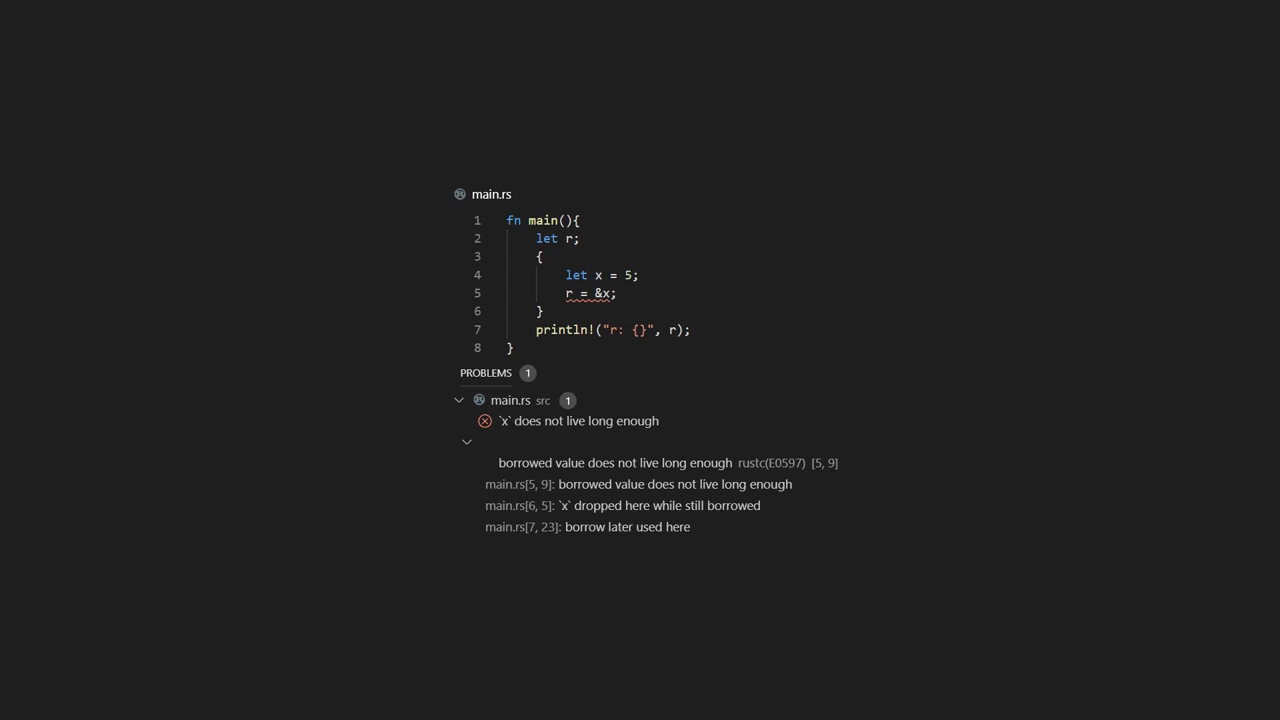 main.rs
1 fn main(){
2     let r;
3     {
4         let x = 5;
5         r = &x;
6     }
7     println!("r: {}", r);
8 }
PROBLEMS 1
main.rs src 1
`x` does not live long enough
borrowed value does not live long enough rustc(E0597) [5, 9]
main.rs[5, 9]: borrowed value does not live long enough
main.rs[6, 5]: `x` dropped here while still borrowed
main.rs[7, 23]: borrow later used here